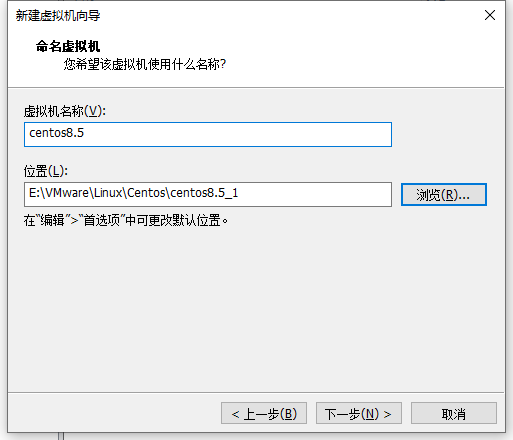 新建虚拟机向导
命名虚拟机
您希望该虚拟机使用什么名称?
虚拟机名称(V):
centos8.5
位置(L):
E:\VMware\Linux\Centos\centos8.5_1
浏览(R)...
在“编辑”>“首选项”中可更改默认位置。
< 上一步(B)
下一步(N) >
取消